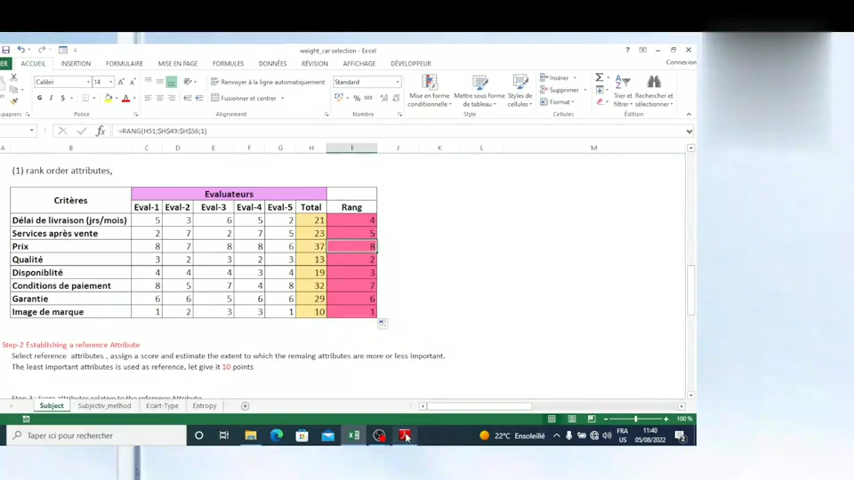 weight_car selection - Excel
ACCUEIL INSERTION FORMULAIRE MISE EN PAGE FORMULES DONNÉES RÉVISION AFFICHAGE DÉVELOPPEUR Connexion
Calibri 14 Renvoyer à la ligne automatiquement Standard Insérer
Fusionner et centrer Mise en forme conditionnelle Mettre sous forme de tableau Styles de cellules Supprimer Format Trier et filtrer Rechercher et sélectionner
Police Alignement Nombre Style Cellules Édition
=RANG(H51;$H$49:$H$56;1)
A B C D E F G H I J K L M
(1) rank order attributes,
Critères Evaluateurs
Eval-1 Eval-2 Eval-3 Eval-4 Eval-5 Total Rang
Délai de livraison (jrs/mois) 5 3 6 5 2 21 4
Services après vente 2 7 2 7 5 23 5
Prix 8 7 8 8 6 37 8
Qualité 3 2 3 2 3 13 2
Disponiblité 4 4 4 3 4 19 3
Conditions de paiement 8 5 7 4 8 32 7
Garantie 6 6 5 6 6 29 6
Image de marque 1 2 3 3 1 10 1
Step-2 Establishing a reference Attribute
Select reference attributes , assign a score and estimate the extent to which the remaing attributes are more or less important.
The least important attributes is used as reference, let give it 10 points
Subject Subjectiv_method Ecart-Type Entropy
100 %
Taper ici pour rechercher 22°C Ensoleillé FRA 11:40
US 05/08/2022 2